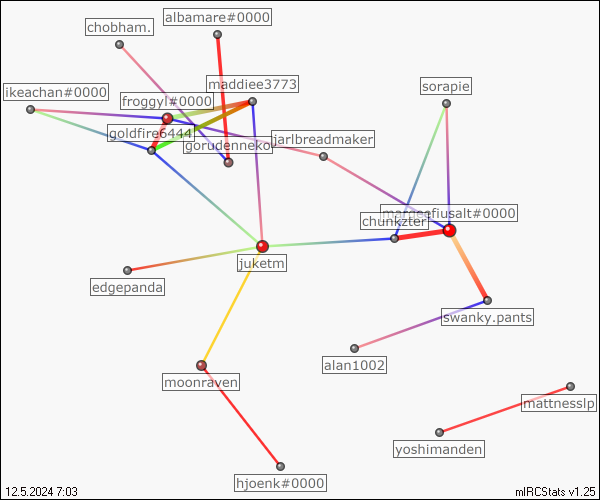 albamare#0000
chobham.
maddiee3773
sorapie
ikeachan#0000
froggyl#0000
goldfire6444
gorudenneko
jarlbreadmaker
margeefiusalt#0000
chunkzter
juketm
edgepanda
swanky.pants
alan1002
moonraven
mattnesslp
yoshimanden
hjoenk#0000
12.5.2024 7:03
mIRCStats v1.25